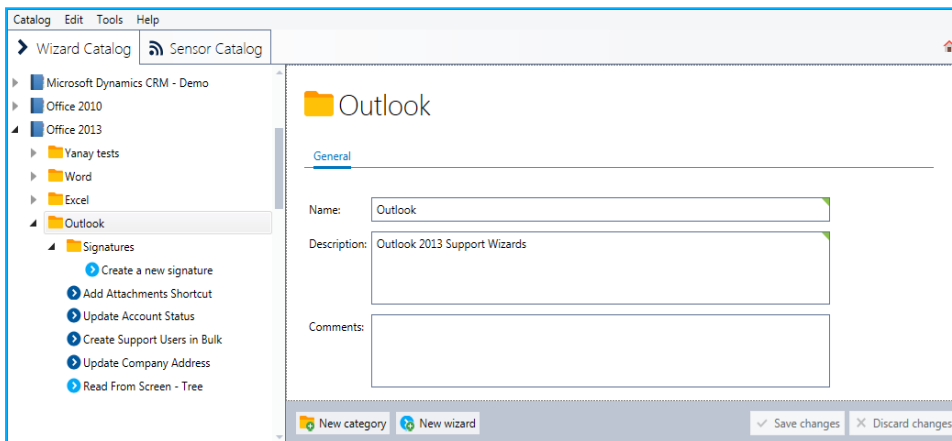 Catalog Edit Tools Help
Wizard Catalog Sensor Catalog
Microsoft Dynamics CRM - Demo
Office 2010
Office 2013
Yanay tests
Word
Excel
Outlook
Signatures
Create a new signature
Add Attachments Shortcut
Update Account Status
Create Support Users in Bulk
Update Company Address
Read From Screen - Tree
Outlook
General
Name: Outlook
Description: Outlook 2013 Support Wizards
Comments:
New category New wizard Save changes Discard changes